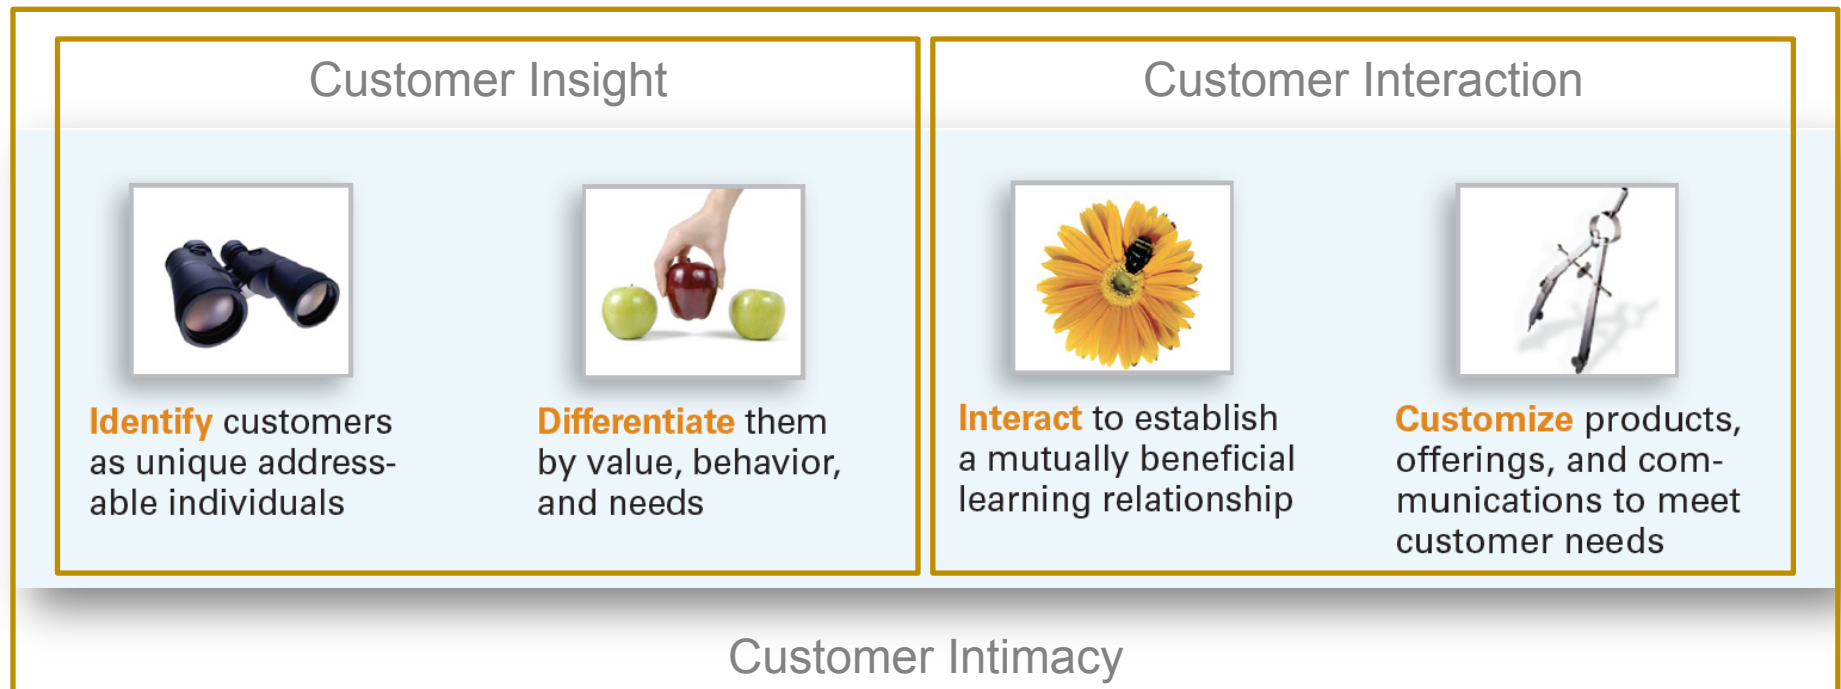 Customer Insight
Customer Interaction
Identify customers
as unique address-
able individuals
Differentiate them
by value, behavior,
and needs
Interact to establish
a mutually beneficial
learning relationship
Customize products,
offerings, and com-
munications to meet
customer needs
Customer Intimacy